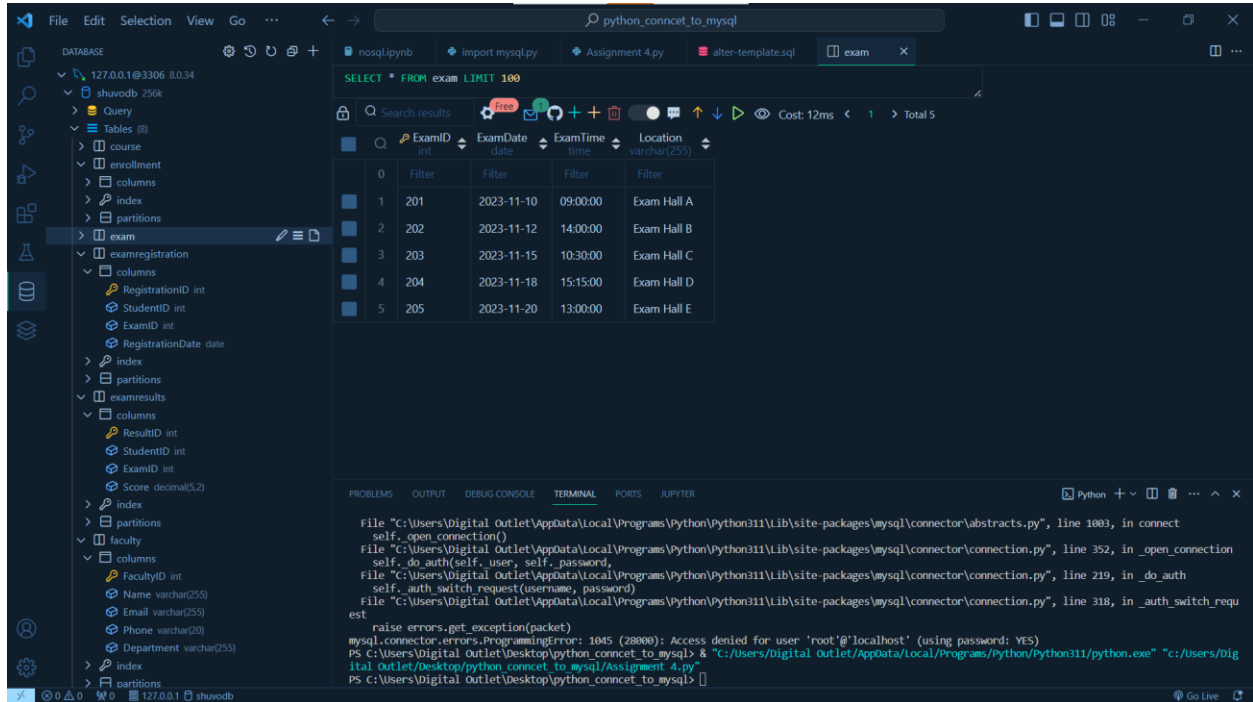 File Edit Selection View Go ··· python_conncet_to_mysql
DATABASE
127.0.0.1@3306 8.0.34
shuvodb 256k
Query
Tables (8)
course
enrollment
columns
index
partitions
exam
examregistration
columns
RegistrationID int
StudentID int
ExamID int
RegistrationDate date
index
partitions
examresults
columns
ResultID int
StudentID int
ExamID int
Score decimal(5,2)
index
partitions
faculty
columns
FacultyID int
Name varchar(255)
Email varchar(255)
Phone varchar(20)
Department varchar(255)
index
partitions
nosql.ipynb import mysql.py Assignment 4.py alter-template.sql exam
SELECT * FROM exam LIMIT 100
Search results Free 1 Cost: 12ms < 1 > Total 5
ExamID ExamDate ExamTime Location
int date time varchar(255)
0 Filter Filter Filter Filter
1 201 2023-11-10 09:00:00 Exam Hall A
2 202 2023-11-12 14:00:00 Exam Hall B
3 203 2023-11-15 10:30:00 Exam Hall C
4 204 2023-11-18 15:15:00 Exam Hall D
5 205 2023-11-20 13:00:00 Exam Hall E
PROBLEMS OUTPUT DEBUG CONSOLE TERMINAL PORTS JUPYTER Python
File "C:\Users\Digital Outlet\AppData\Local\Programs\Python\Python311\Lib\site-packages\mysql\connector\abstracts.py", line 1003, in connect
self._open_connection()
File "C:\Users\Digital Outlet\AppData\Local\Programs\Python\Python311\Lib\site-packages\mysql\connector\connection.py", line 352, in _open_connection
self._do_auth(self._user, self._password,
File "C:\Users\Digital Outlet\AppData\Local\Programs\Python\Python311\Lib\site-packages\mysql\connector\connection.py", line 219, in _do_auth
self._auth_switch_request(username, password)
File "C:\Users\Digital Outlet\AppData\Local\Programs\Python\Python311\Lib\site-packages\mysql\connector\connection.py", line 318, in _auth_switch_requ
est
raise errors.get_exception(packet)
mysql.connector.errors.ProgrammingError: 1045 (28000): Access denied for user 'root'@'localhost' (using password: YES)
PS C:\Users\Digital Outlet\Desktop\python_conncet_to_mysql> & "C:/Users/Digital Outlet/AppData/Local/Programs/Python/Python311/python.exe" "c:/Users/Dig
ital Outlet/Desktop/python_conncet_to_mysql/Assignment 4.py"
PS C:\Users\Digital Outlet\Desktop\python_conncet_to_mysql>
0 0 0 127.0.0.1 shuvodb Go Live